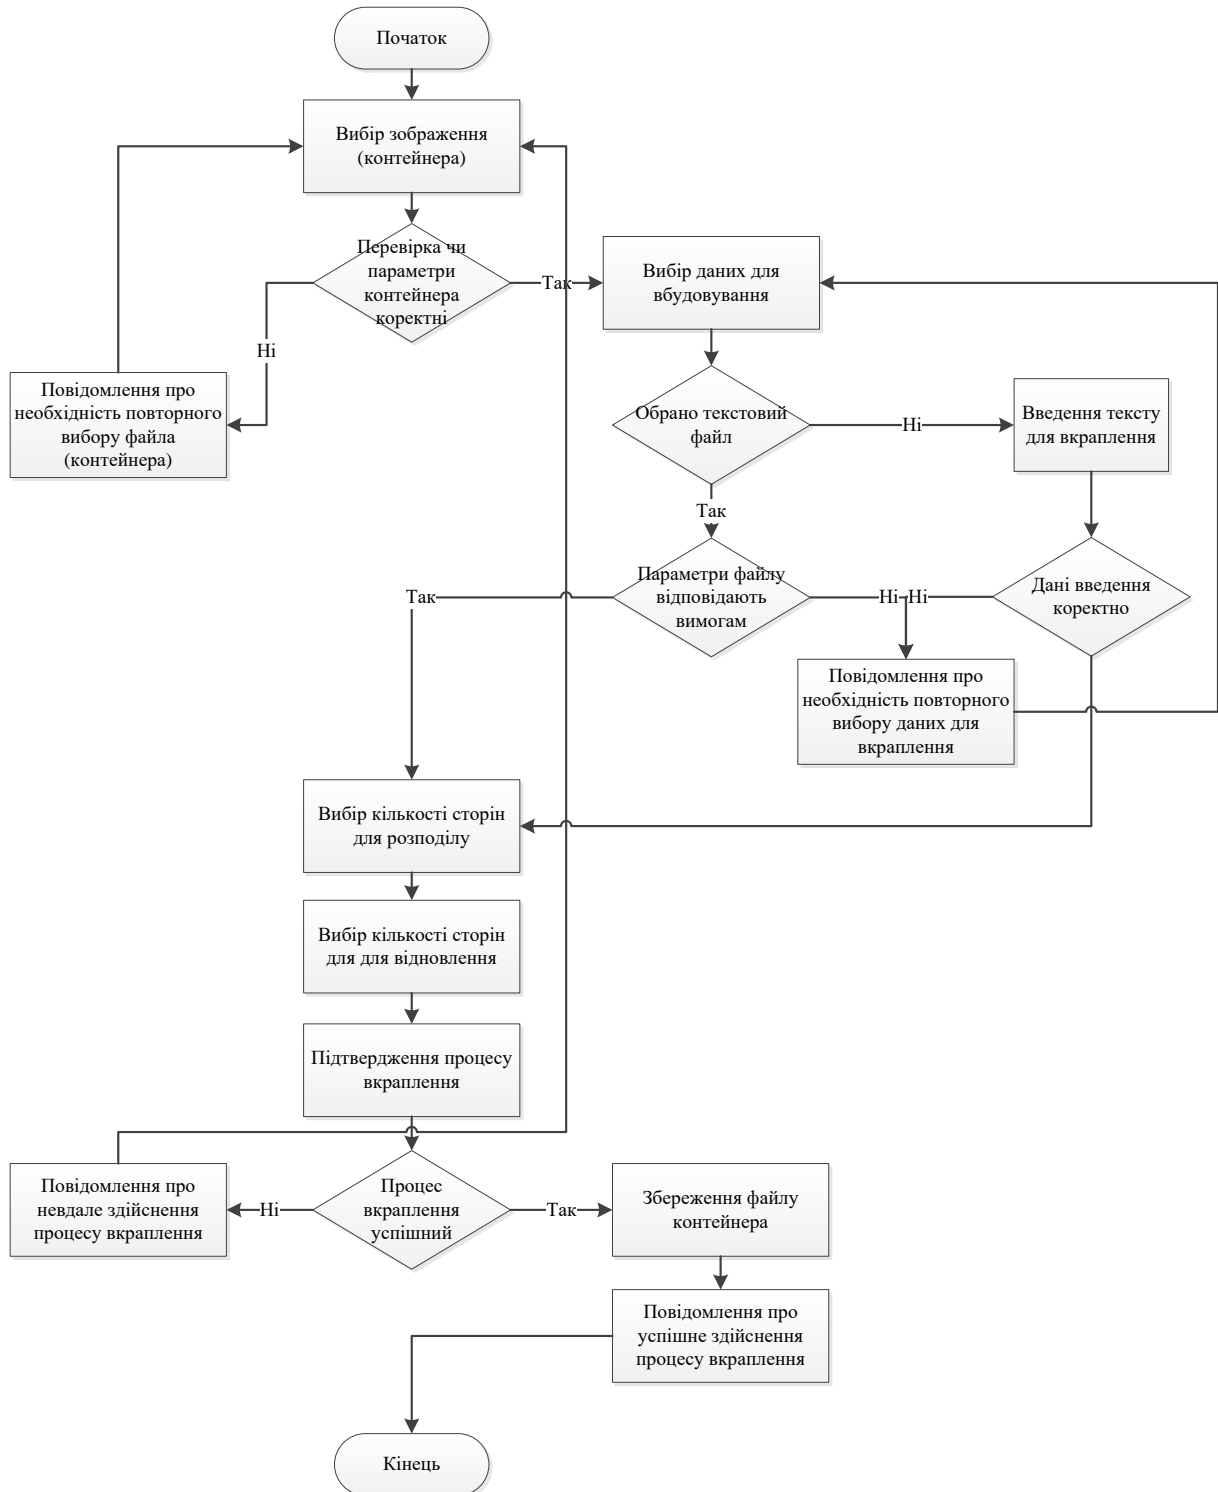 Початок
Вибір зображення
(контейнера)
Перевірка чи
параметри
контейнера
коректні
Так
Вибір даних для
вбудовування
Ні
Повідомлення про
необхідність повторного
вибору файла
(контейнера)
Обрано текстовий
файл
Ні
Введення тексту
для вкраплення
Так
Параметри файлу
відповідають
вимогам
Так
Ні
Ні
Дані введення
коректно
Повідомлення про
необхідність повторного
вибору даних для
вкраплення
Вибір кількості сторін
для розподілу
Вибір кількості сторін
для для відновлення
Підтвердження процесу
вкраплення
Процес
вкраплення
успішний
Ні
Повідомлення про
невдале здійснення
процесу вкраплення
Так
Збереження файлу
контейнера
Повідомлення про
успішне здійснення
процесу вкраплення
Кінець